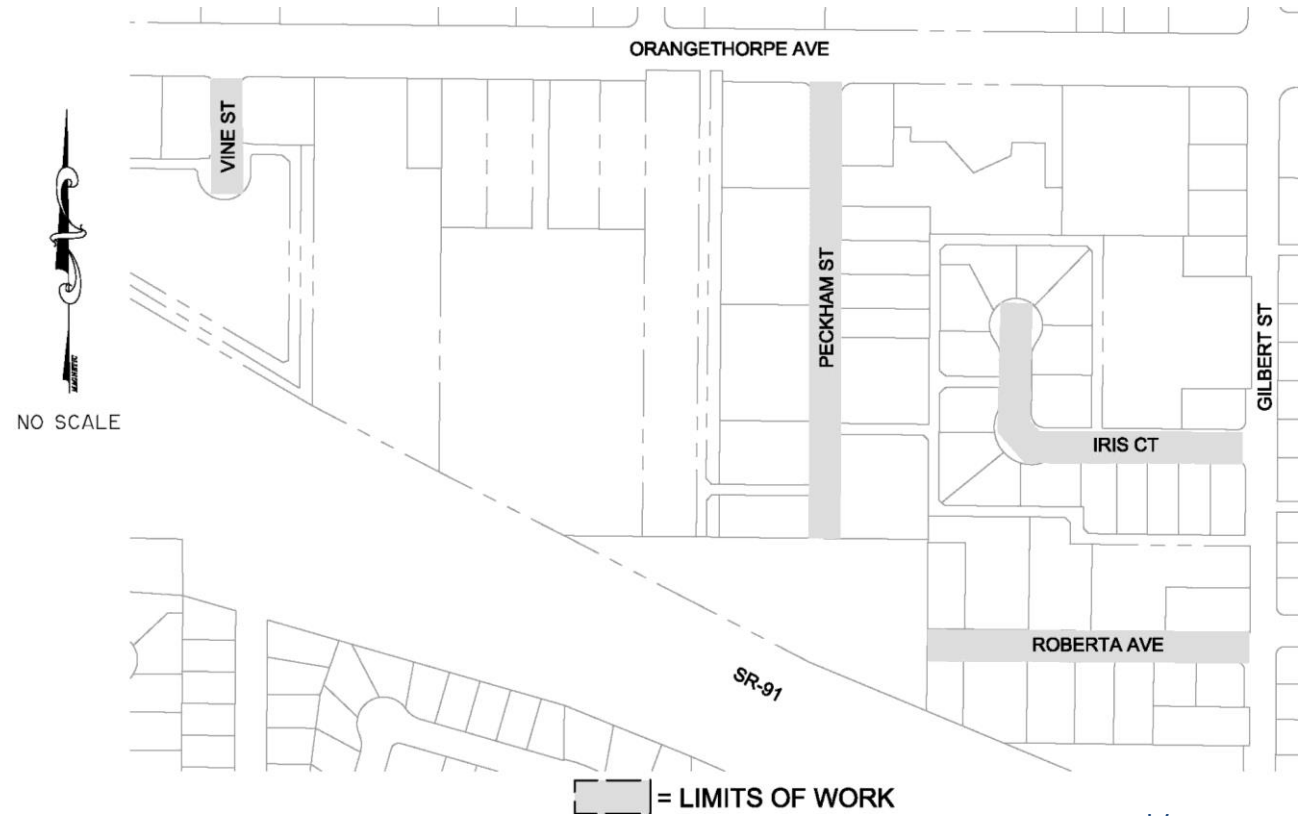 ORANGETHORPE AVE
VINE ST
PECKHAM ST
GILBERT ST
MAGNETIC
NO SCALE
IRIS CT
ROBERTA AVE
SR-91
= LIMITS OF WORK